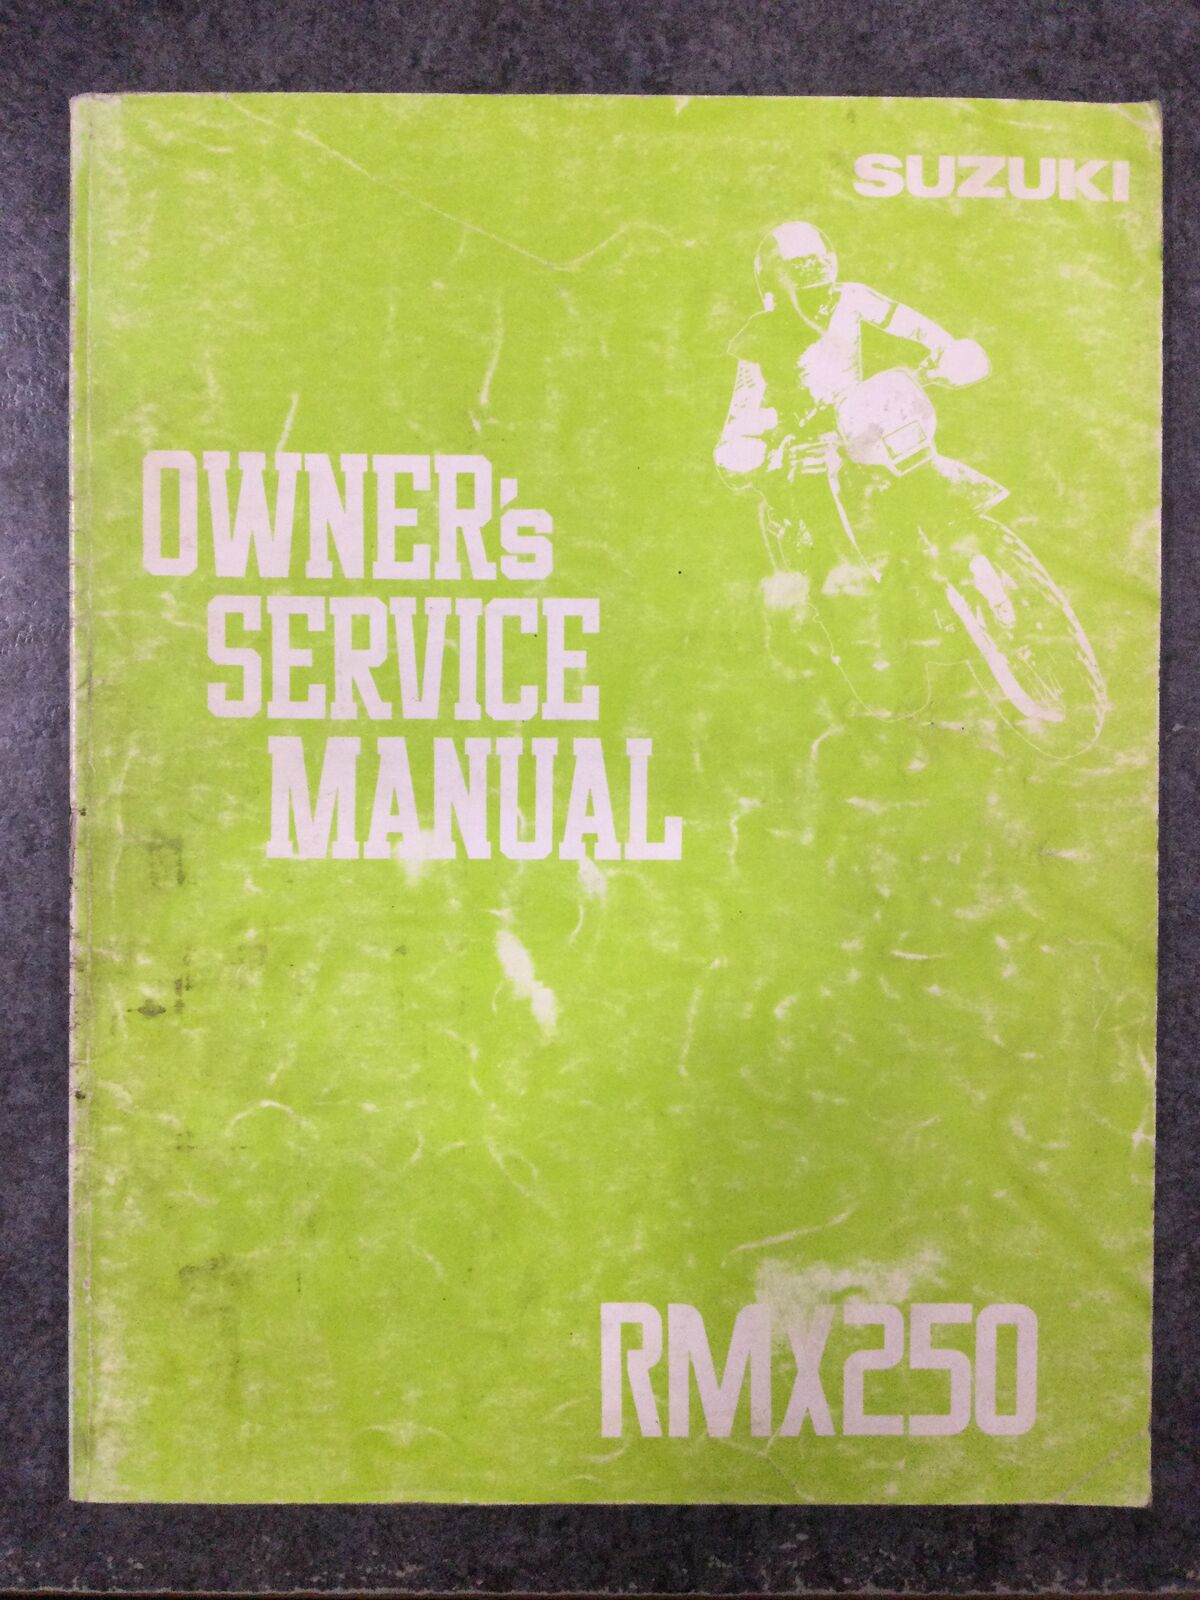 SUZUKI
OWNER's
SERVICE
MANUAL
RMX250